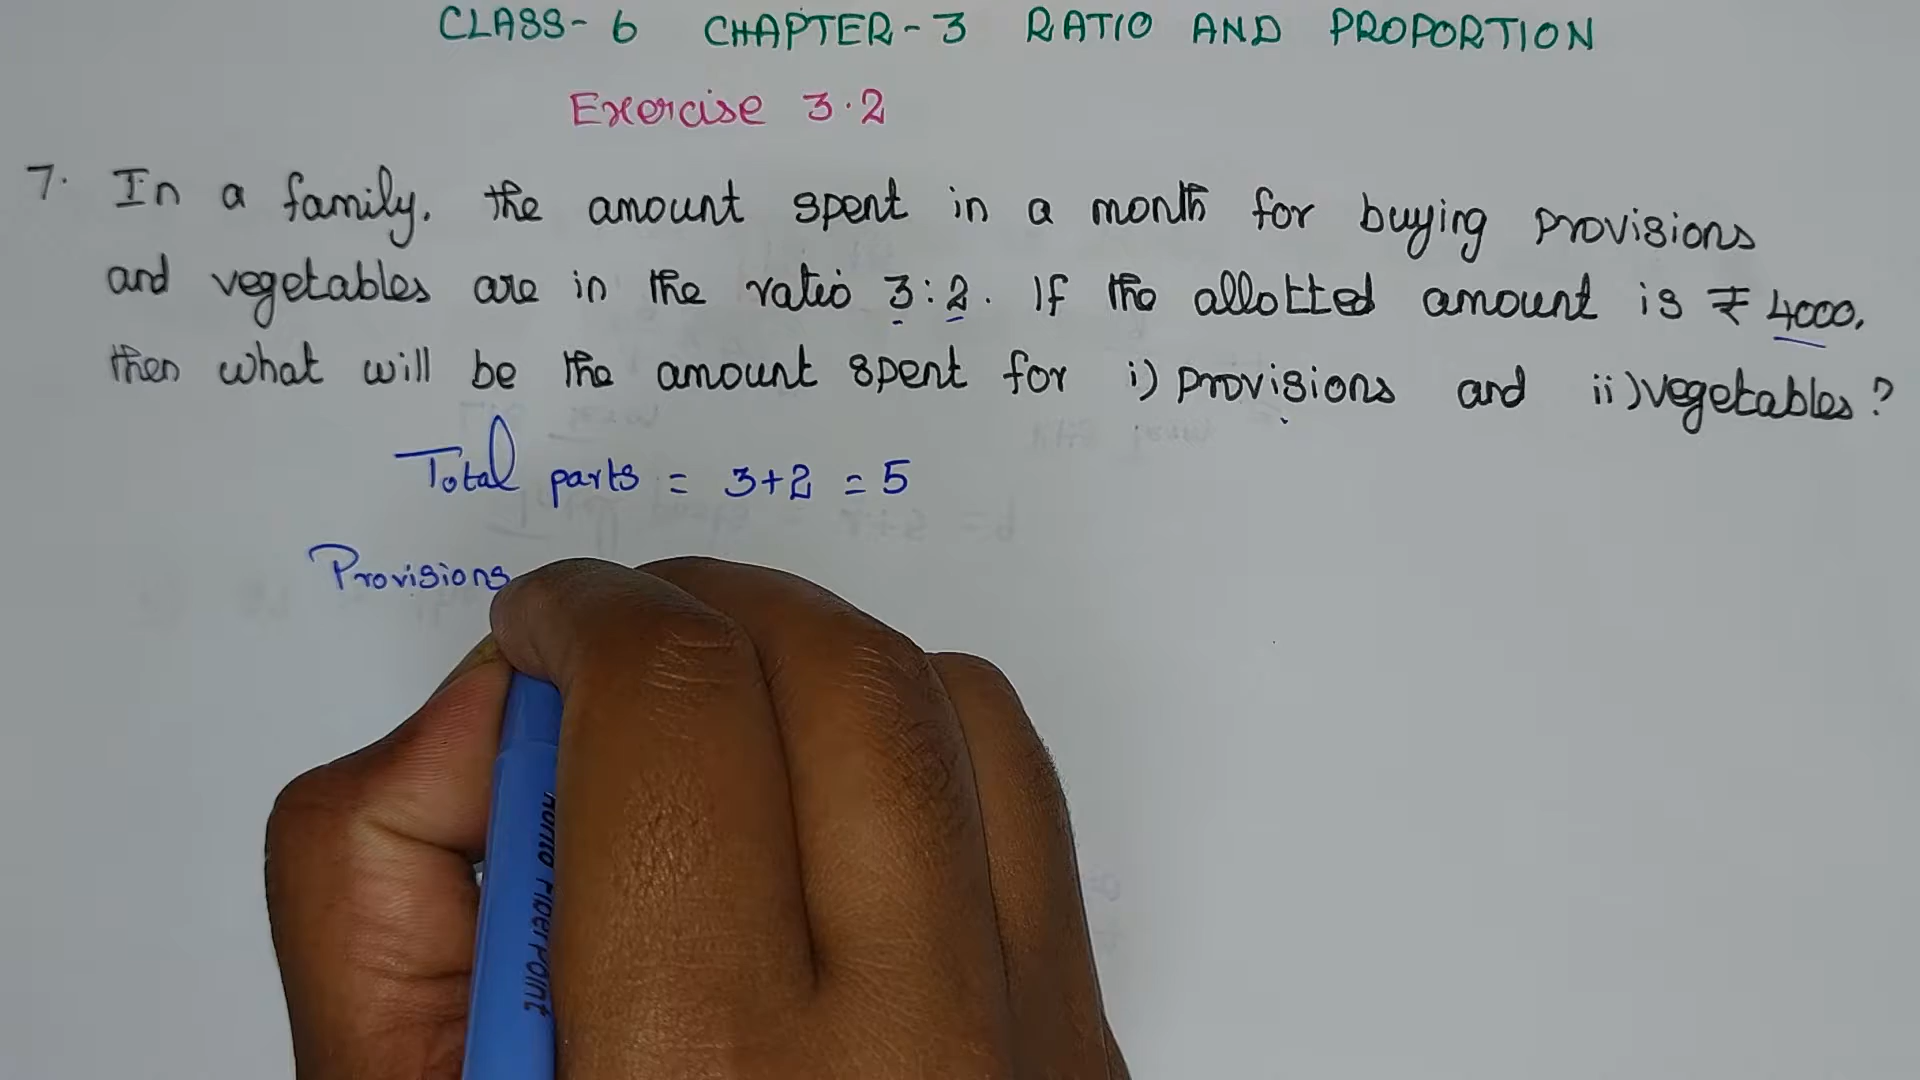 CLASS- 6 CHAPTER-3 RATIO AND PROPORTION
Exercise 3.2
7. In a family, the amount spent in a month for buying provisions
and vegetables are in the ratio 3:2. If the allotted amount is ₹ 4000,
then what will be the amount spent for i) provisions and ii) vegetables?
Total parts = 3+2 = 5
Provisions